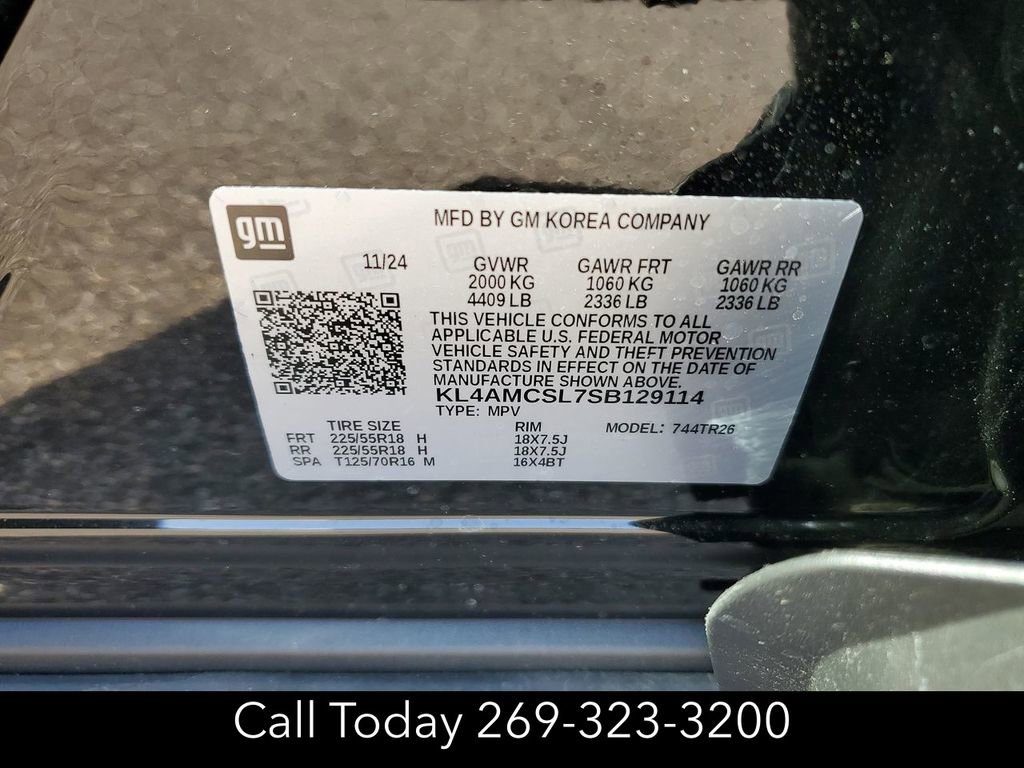 gm
MFD BY GM KOREA COMPANY
11/24 GVWR GAWR FRT GAWR RR
2000 KG 1060 KG 1060 KG
4409 LB 2336 LB 2336 LB
THIS VEHICLE CONFORMS TO ALL
APPLICABLE U.S. FEDERAL MOTOR
VEHICLE SAFETY AND THEFT PREVENTION
STANDARDS IN EFFECT ON THE DATE OF
MANUFACTURE SHOWN ABOVE.
KL4AMCSL7SB129114
TYPE: MPV
TIRE SIZE RIM MODEL: 744TR26
FRT 225/55R18 H 18X7.5J
RR 225/55R18 H 18X7.5J
SPA T125/70R16 M 16X4BT
Call Today 269-323-3200